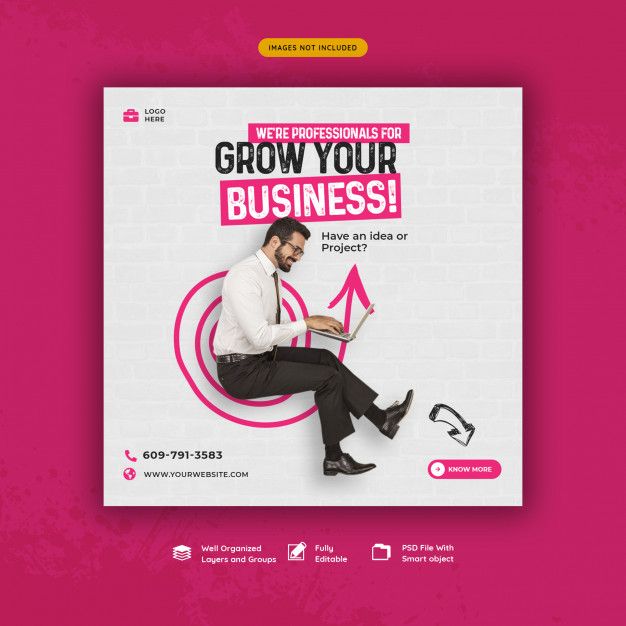 IMAGES NOT INCLUDED
LOGO
HERE
WE'RE PROFESSIONALS FOR
GROW YOUR
BUSINESS!
Have an idea or
Project?
609-791-3583
WWW.YOURWEBSITE.COM
KNOW MORE
Well Organized
Layers and Groups
Fully
Editable
PSD File With
Smart object